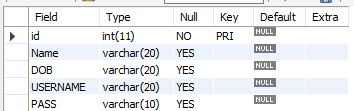 Field Type Null Key Default Extra
id int(11) NO PRI NULL
Name varchar(20) YES NULL
DOB varchar(20) YES NULL
USERNAME varchar(20) YES NULL
PASS varchar(10) YES NULL